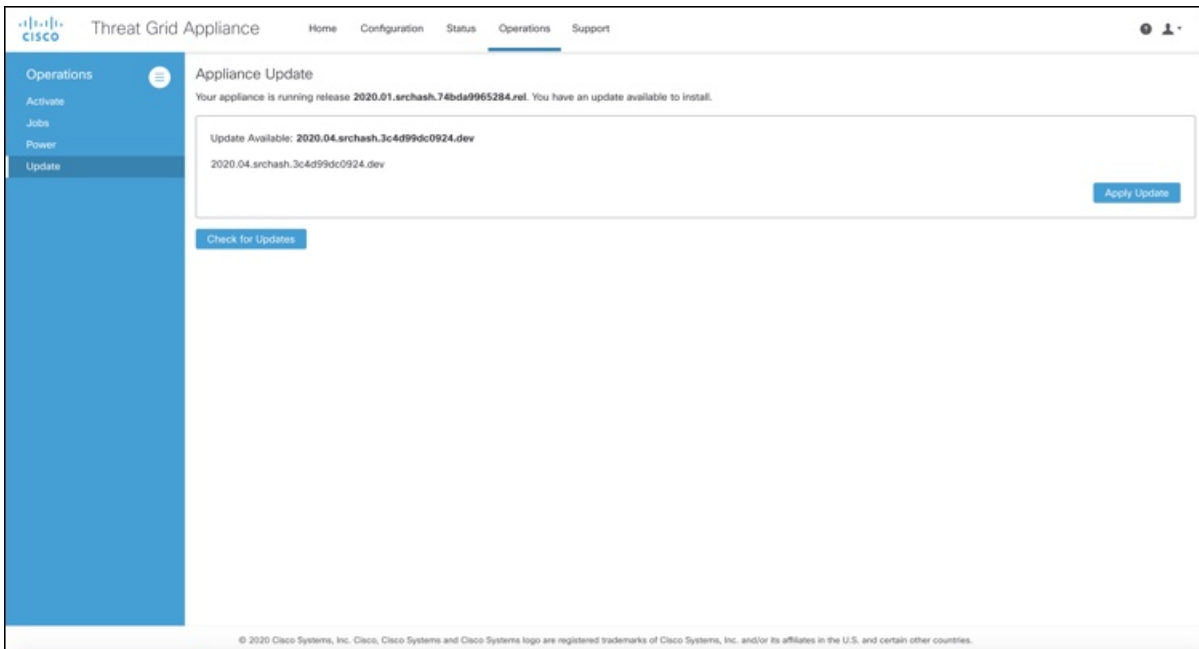 CISCO
Threat Grid Appliance
Home Configuration Status Operations Support
Operations
Activate
Jobs
Power
Update
Appliance Update
Your appliance is running release 2020.01.srchash.74bda9965284.rel. You have an update available to install.
Update Available: 2020.04.srchash.3c4d99dc0924.dev
2020.04.srchash.3c4d99dc0924.dev
Apply Update
Check for Updates
© 2020 Cisco Systems, Inc. Cisco, Cisco Systems and Cisco Systems logo are registered trademarks of Cisco Systems, Inc. and/or its affiliates in the U.S. and certain other countries.